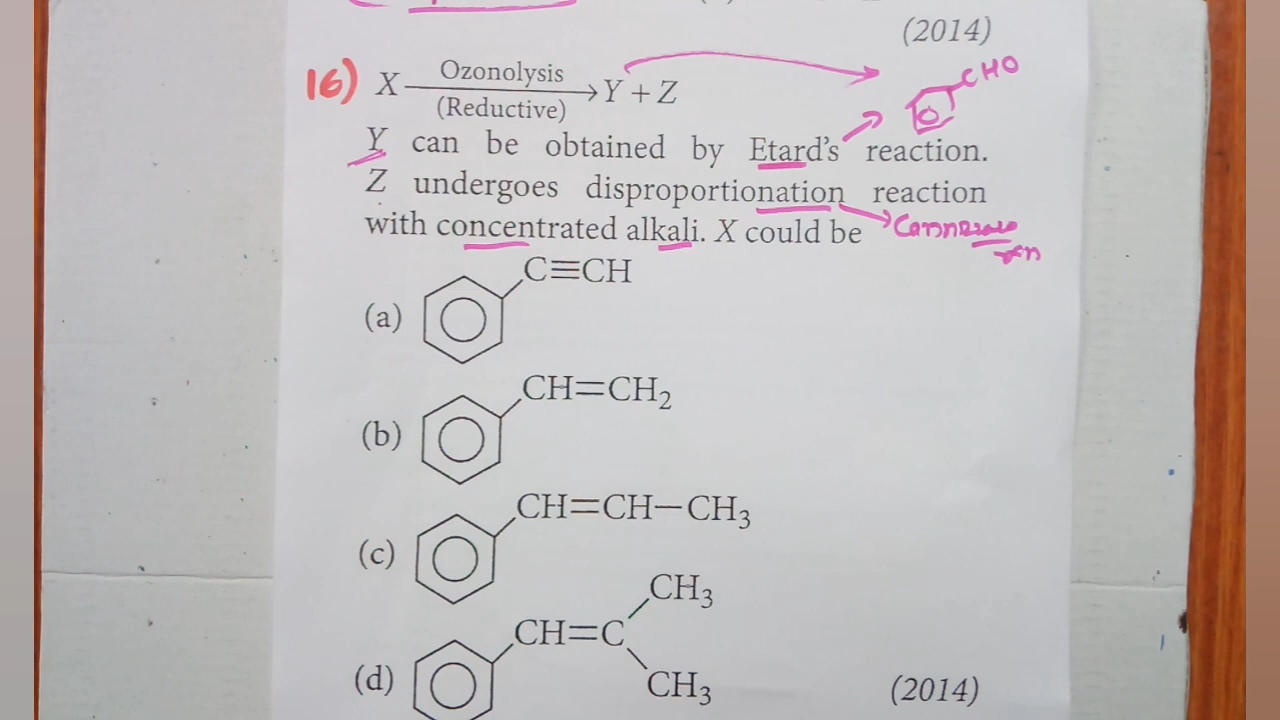 (2014)
16) X Ozonolysis (Reductive) → Y + Z
CHO
Y can be obtained by Etard's reaction.
Z undergoes disproportionation reaction
with concentrated alkali. X could be
C≡CH
(a)
CH=CH₂
(b)
CH=CH–CH₃
(c)
CH₃
CH=C
(d)
CH₃
(2014)